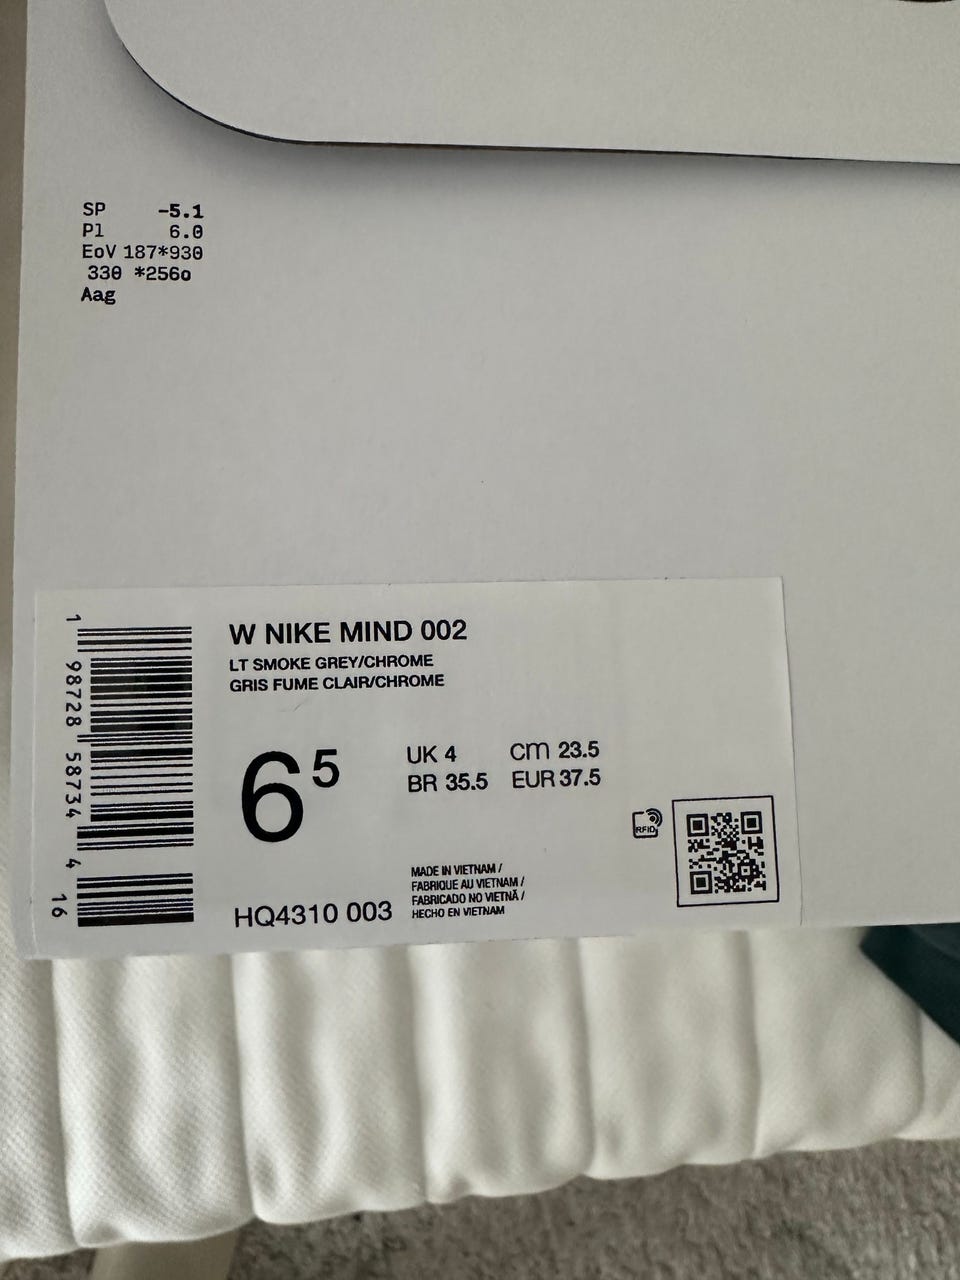 SP -5.1
Pl 6.0
EoV 187*930
330 *256o
Aag
1 98728 58734 4 16
W NIKE MIND 002
LT SMOKE GREY/CHROME
GRIS FUME CLAIR/CHROME
6 5
UK 4 cm 23.5
BR 35.5 EUR 37.5
RFID
HQ4310 003
MADE IN VIETNAM /
FABRIQUE AU VIETNAM /
FABRICADO NO VIETNÃ /
HECHO EN VIETNAM